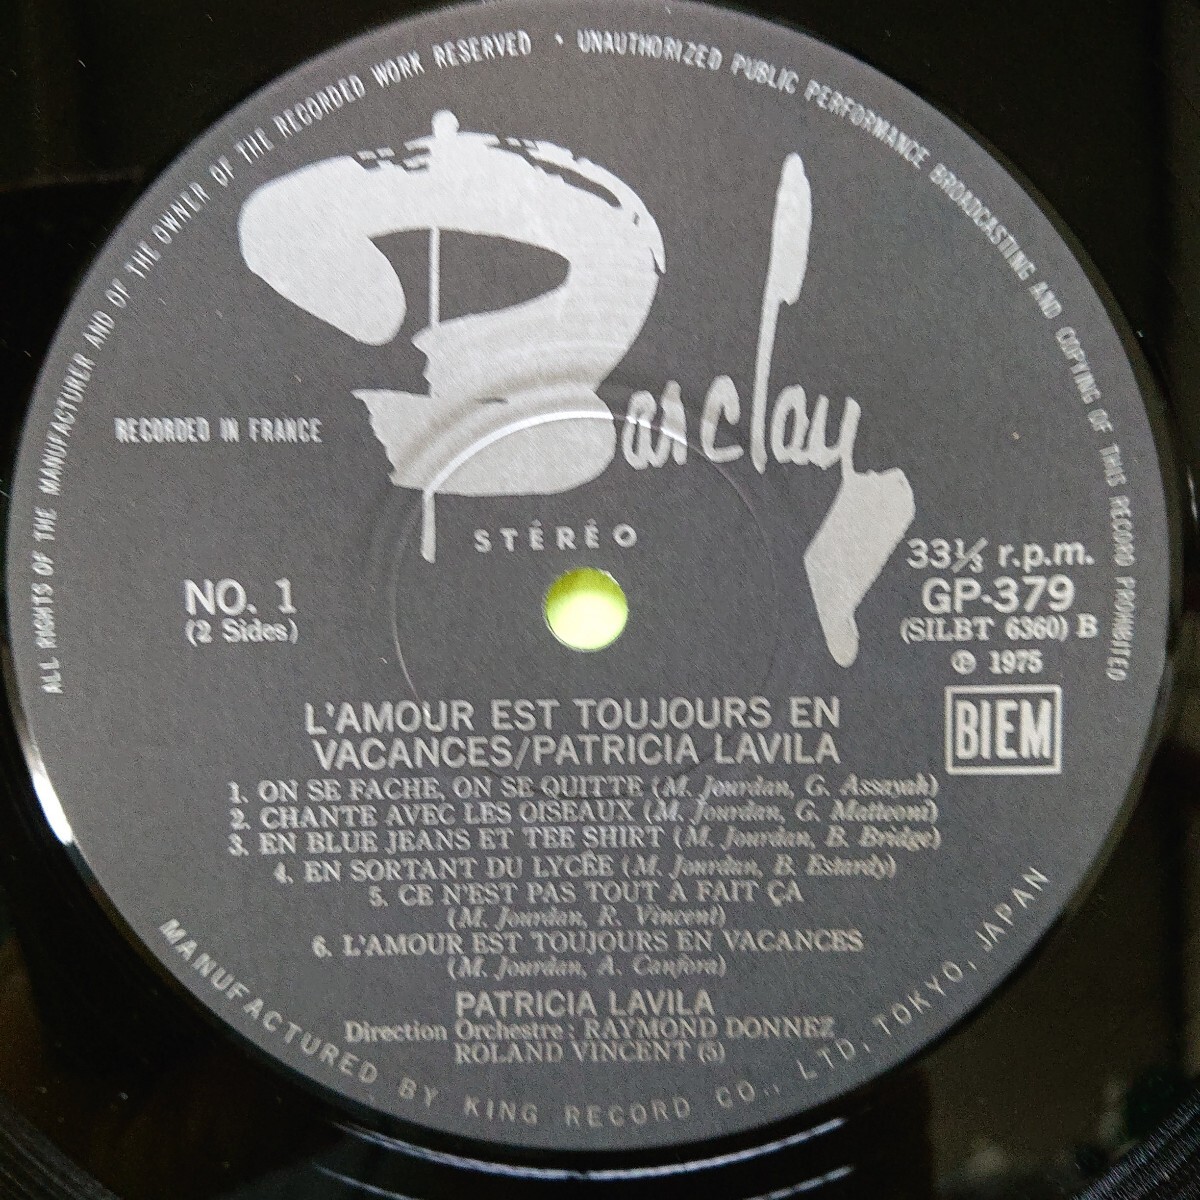 ALL RIGHTS OF THE MANUFACTURER AND OF THE OWNER OF THE RECORDED WORK RESERVED · UNAUTHORIZED PUBLIC PERFORMANCE BROADCASTING AND COPYING OF THIS RECORD PROHIBITED
Barclay
RECORDED IN FRANCE
STÉRÉO
33⅓ r.p.m.
NO. 1
GP-379
(2 Sides)
(SILBT 6360) B
℗ 1975
BIEM
L'AMOUR EST TOUJOURS EN
VACANCES/PATRICIA LAVILA
1. ON SE FACHE, ON SE QUITTE (M. Jourdan, G. Assayah)
2. CHANTE AVEC LES OISEAUX (M. Jourdan, G. Matteoni)
3. EN BLUE JEANS ET TEE SHIRT (M. Jourdan, B. Bridge)
4. EN SORTANT DU LYCÊE (M. Jourdan, B. Estardy)
5. CE N'EST PAS TOUT A FAIT ÇA
(M. Jourdan, R. Vincent)
6. L'AMOUR EST TOUJOURS EN VACANCES
(M. Jourdan, A. Canfora)
PATRICIA LAVILA
Direction Orchestre : RAYMOND DONNEZ
ROLAND VINCENT (5)
MANUFACTURED BY KING RECORD CO., LTD, TOKYO, JAPAN